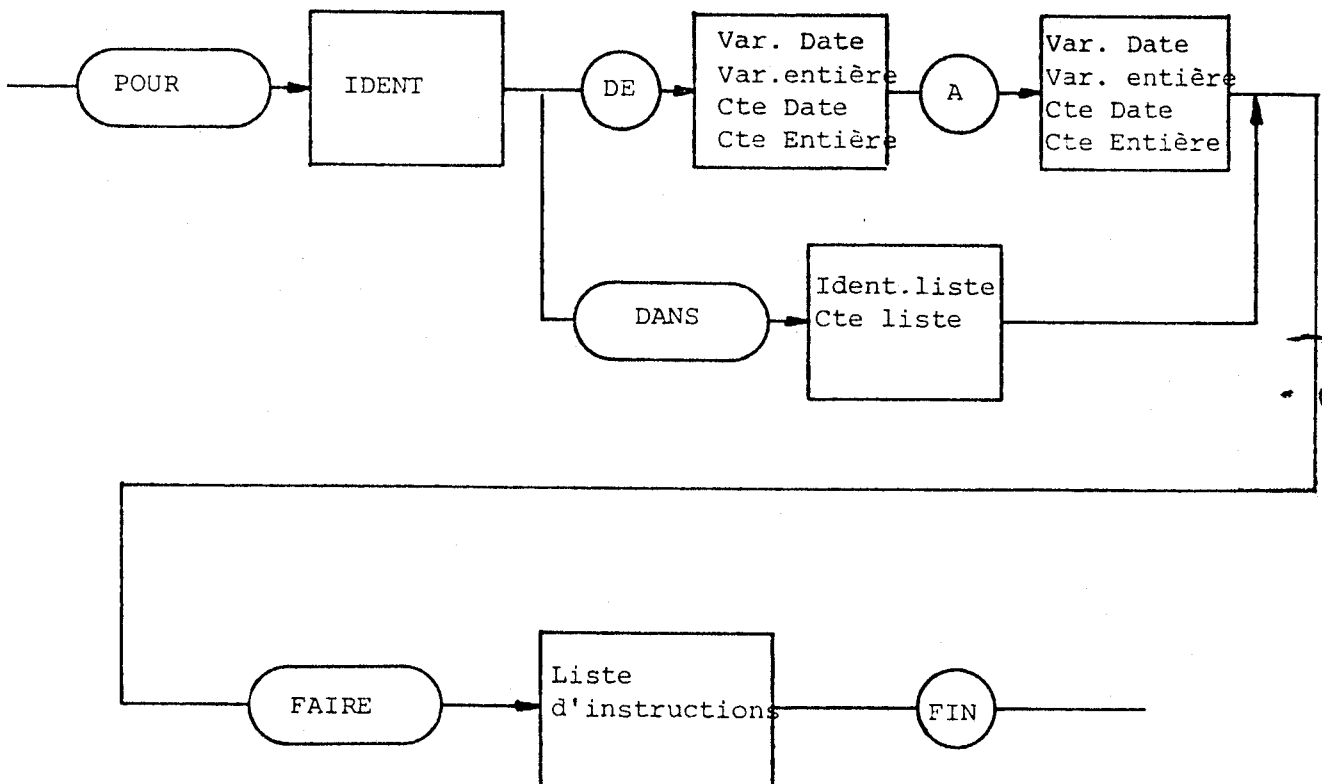 POUR
IDENT
DE
Var. Date
Var.entière
Cte Date
Cte Entière
A
Var. Date
Var. entière
Cte Date
Cte Entière
DANS
Ident.liste
Cte liste
FAIRE
Liste
d'instructions
FIN